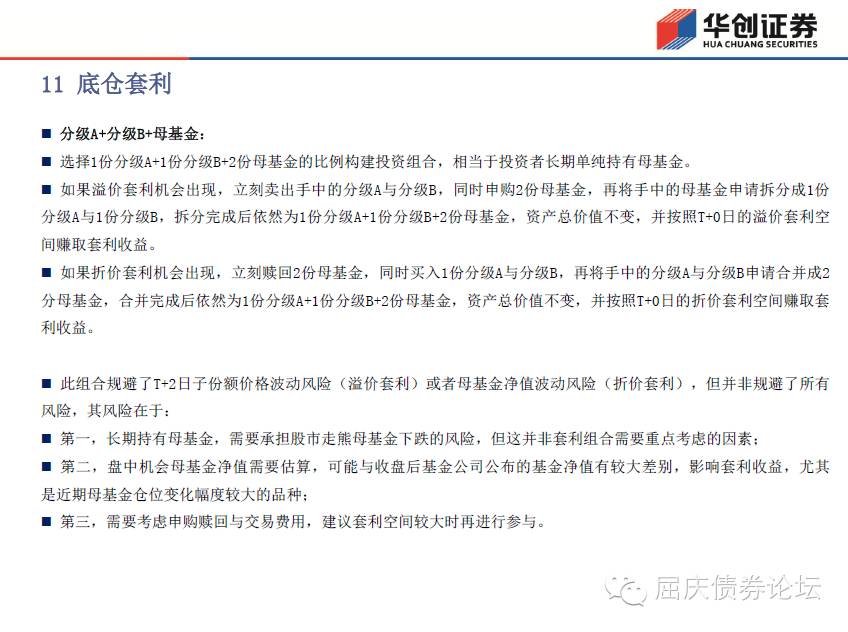 华创证券
HUA CHUANG SECURITIES
11 底仓套利
■ 分级A+分级B+母基金：
■ 选择1份分级A+1份分级B+2份母基金的比例构建投资组合，相当于投资者长期单纯持有母基金。
■ 如果溢价套利机会出现，立刻卖出手中的分级A与分级B，同时申购2份母基金，再将手中的母基金申请拆分成1份
分级A与1份分级B，拆分完成后依然为1份分级A+1份分级B+2份母基金，资产总价值不变，并按照T+0日的溢价套利空
间赚取套利收益。
■ 如果折价套利机会出现，立刻赎回2份母基金，同时买入1份分级A与分级B，再将手中的分级A与分级B申请合并成2
分母基金，合并完成后依然为1份分级A+1份分级B+2份母基金，资产总价值不变，并按照T+0日的折价套利空间赚取套
利收益。
■ 此组合规避了T+2日子份额价格波动风险（溢价套利）或者母基金净值波动风险（折价套利），但并非规避了所有
风险，其风险在于：
■ 第一，长期持有母基金，需要承担股市走熊母基金下跌的风险，但这并非套利组合需要重点考虑的因素；
■ 第二，盘中机会母基金净值需要估算，可能与收盘后基金公司公布的基金净值有较大差别，影响套利收益，尤其
是近期母基金仓位变化幅度较大的品种；
■ 第三，需要考虑申购赎回与交易费用，建议套利空间较大时再进行参与。
屈庆债券论坛